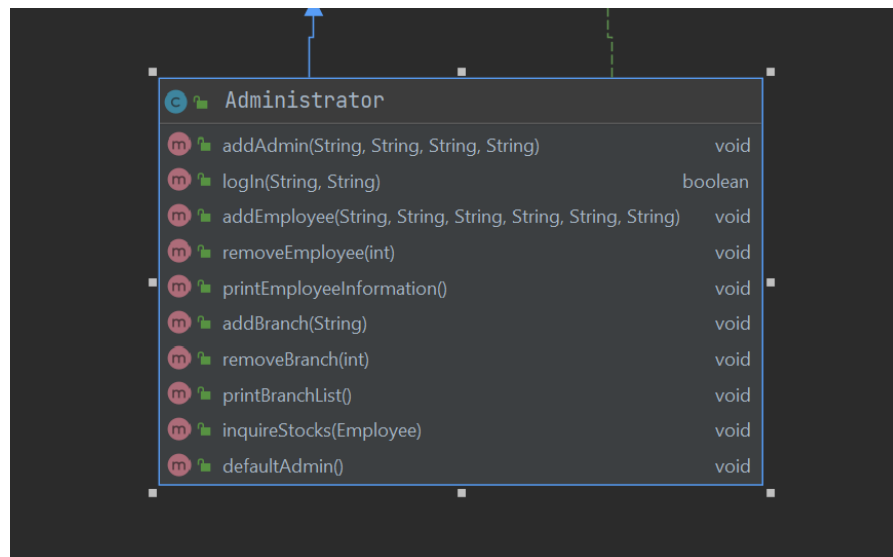 C Administrator
m addAdmin(String, String, String, String) void
m logIn(String, String) boolean
m addEmployee(String, String, String, String, String, String) void
m removeEmployee(int) void
m printEmployeeInformation() void
m addBranch(String) void
m removeBranch(int) void
m printBranchList() void
m inquireStocks(Employee) void
m defaultAdmin() void